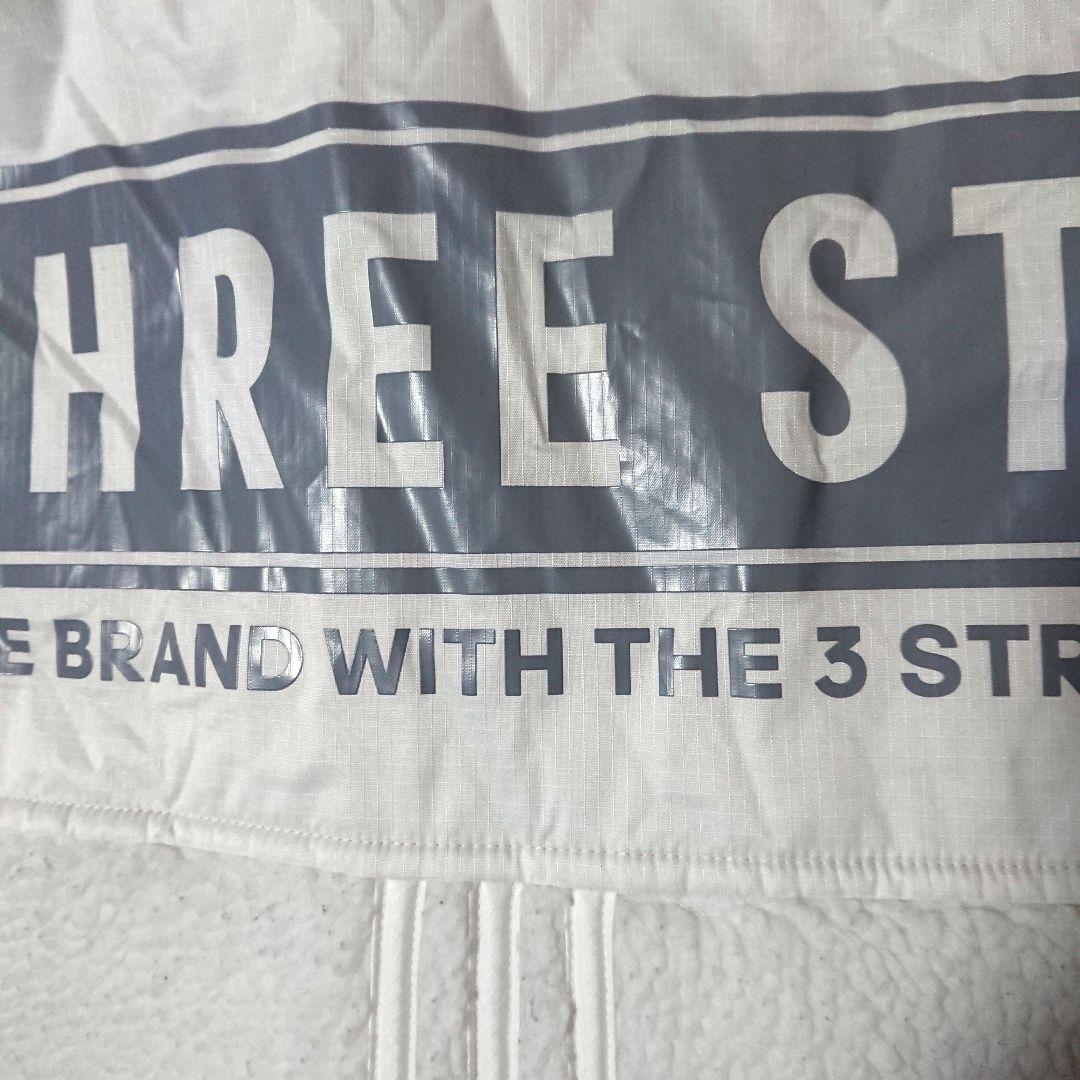 HREE ST
E BRAND WITH THE 3 STR